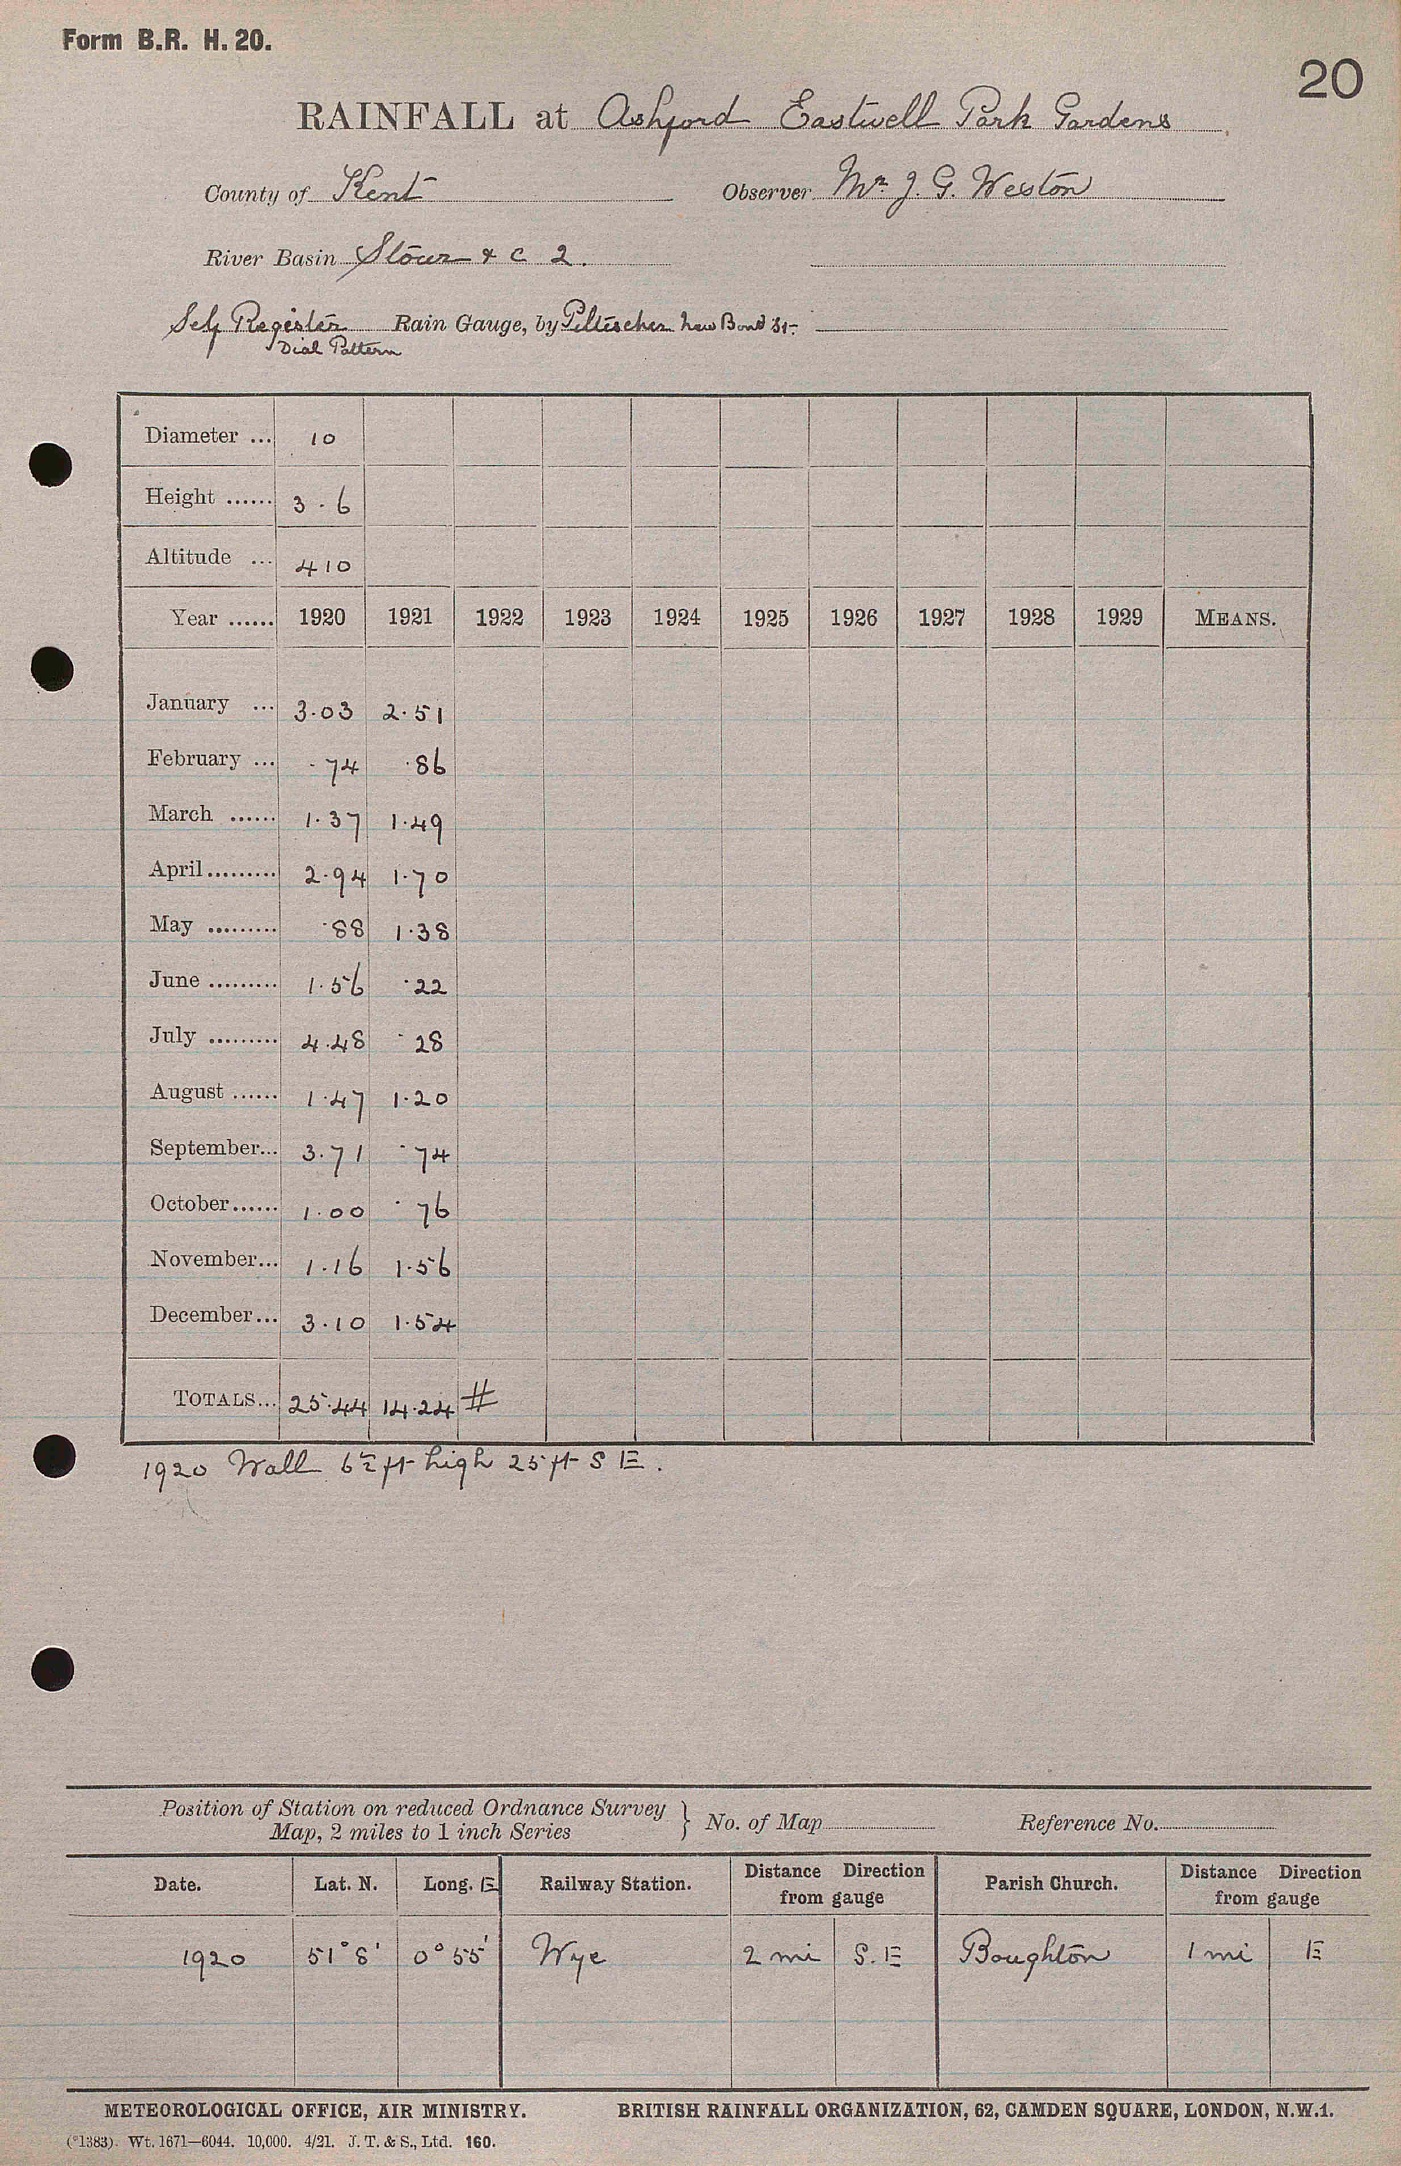 Form B.R. H. 20.
20
RAINFALL at Ashford Eastwell Park Gardens
County of Kent Observer Mr. J. G. Weston
River Basin Stour & C 2.
Self Register Rain Gauge, by Pillischer New Bond St.
Dial Pattern
Diameter ... 10
Height ...... 3 . 6
Altitude ... 410
Year ...... 1920 1921 1922 1923 1924 1925 1926 1927 1928 1929 MEANS.
January ... 3.03 2.51
February ... .74 .86
March ...... 1.37 1.49
April ......... 2.94 1.70
May ......... .88 1.38
June ......... 1.56 .22
July ......... 4.48 .28
August ...... 1.47 1.20
September... 3.71 .74
October...... 1.00 .76
November... 1.16 1.56
December... 3.10 1.54
TOTALS... 25.44 14.24 #
1920 Wall 6½ ft high 25 ft S E.
Position of Station on reduced Ordnance Survey
Map, 2 miles to 1 inch Series } No. of Map Reference No.
Date. Lat. N. Long. E Railway Station. Distance Direction from gauge Parish Church. Distance Direction from gauge
1920 51° 8' 0° 55' Wye 2 mi S. E Boughton 1 mi E
METEOROLOGICAL OFFICE, AIR MINISTRY. BRITISH RAINFALL ORGANIZATION, 62, CAMDEN SQUARE, LONDON, N.W.1.
(*1383). Wt. 1671—6044. 10,000. 4/21. J. T. & S., Ltd. 160.